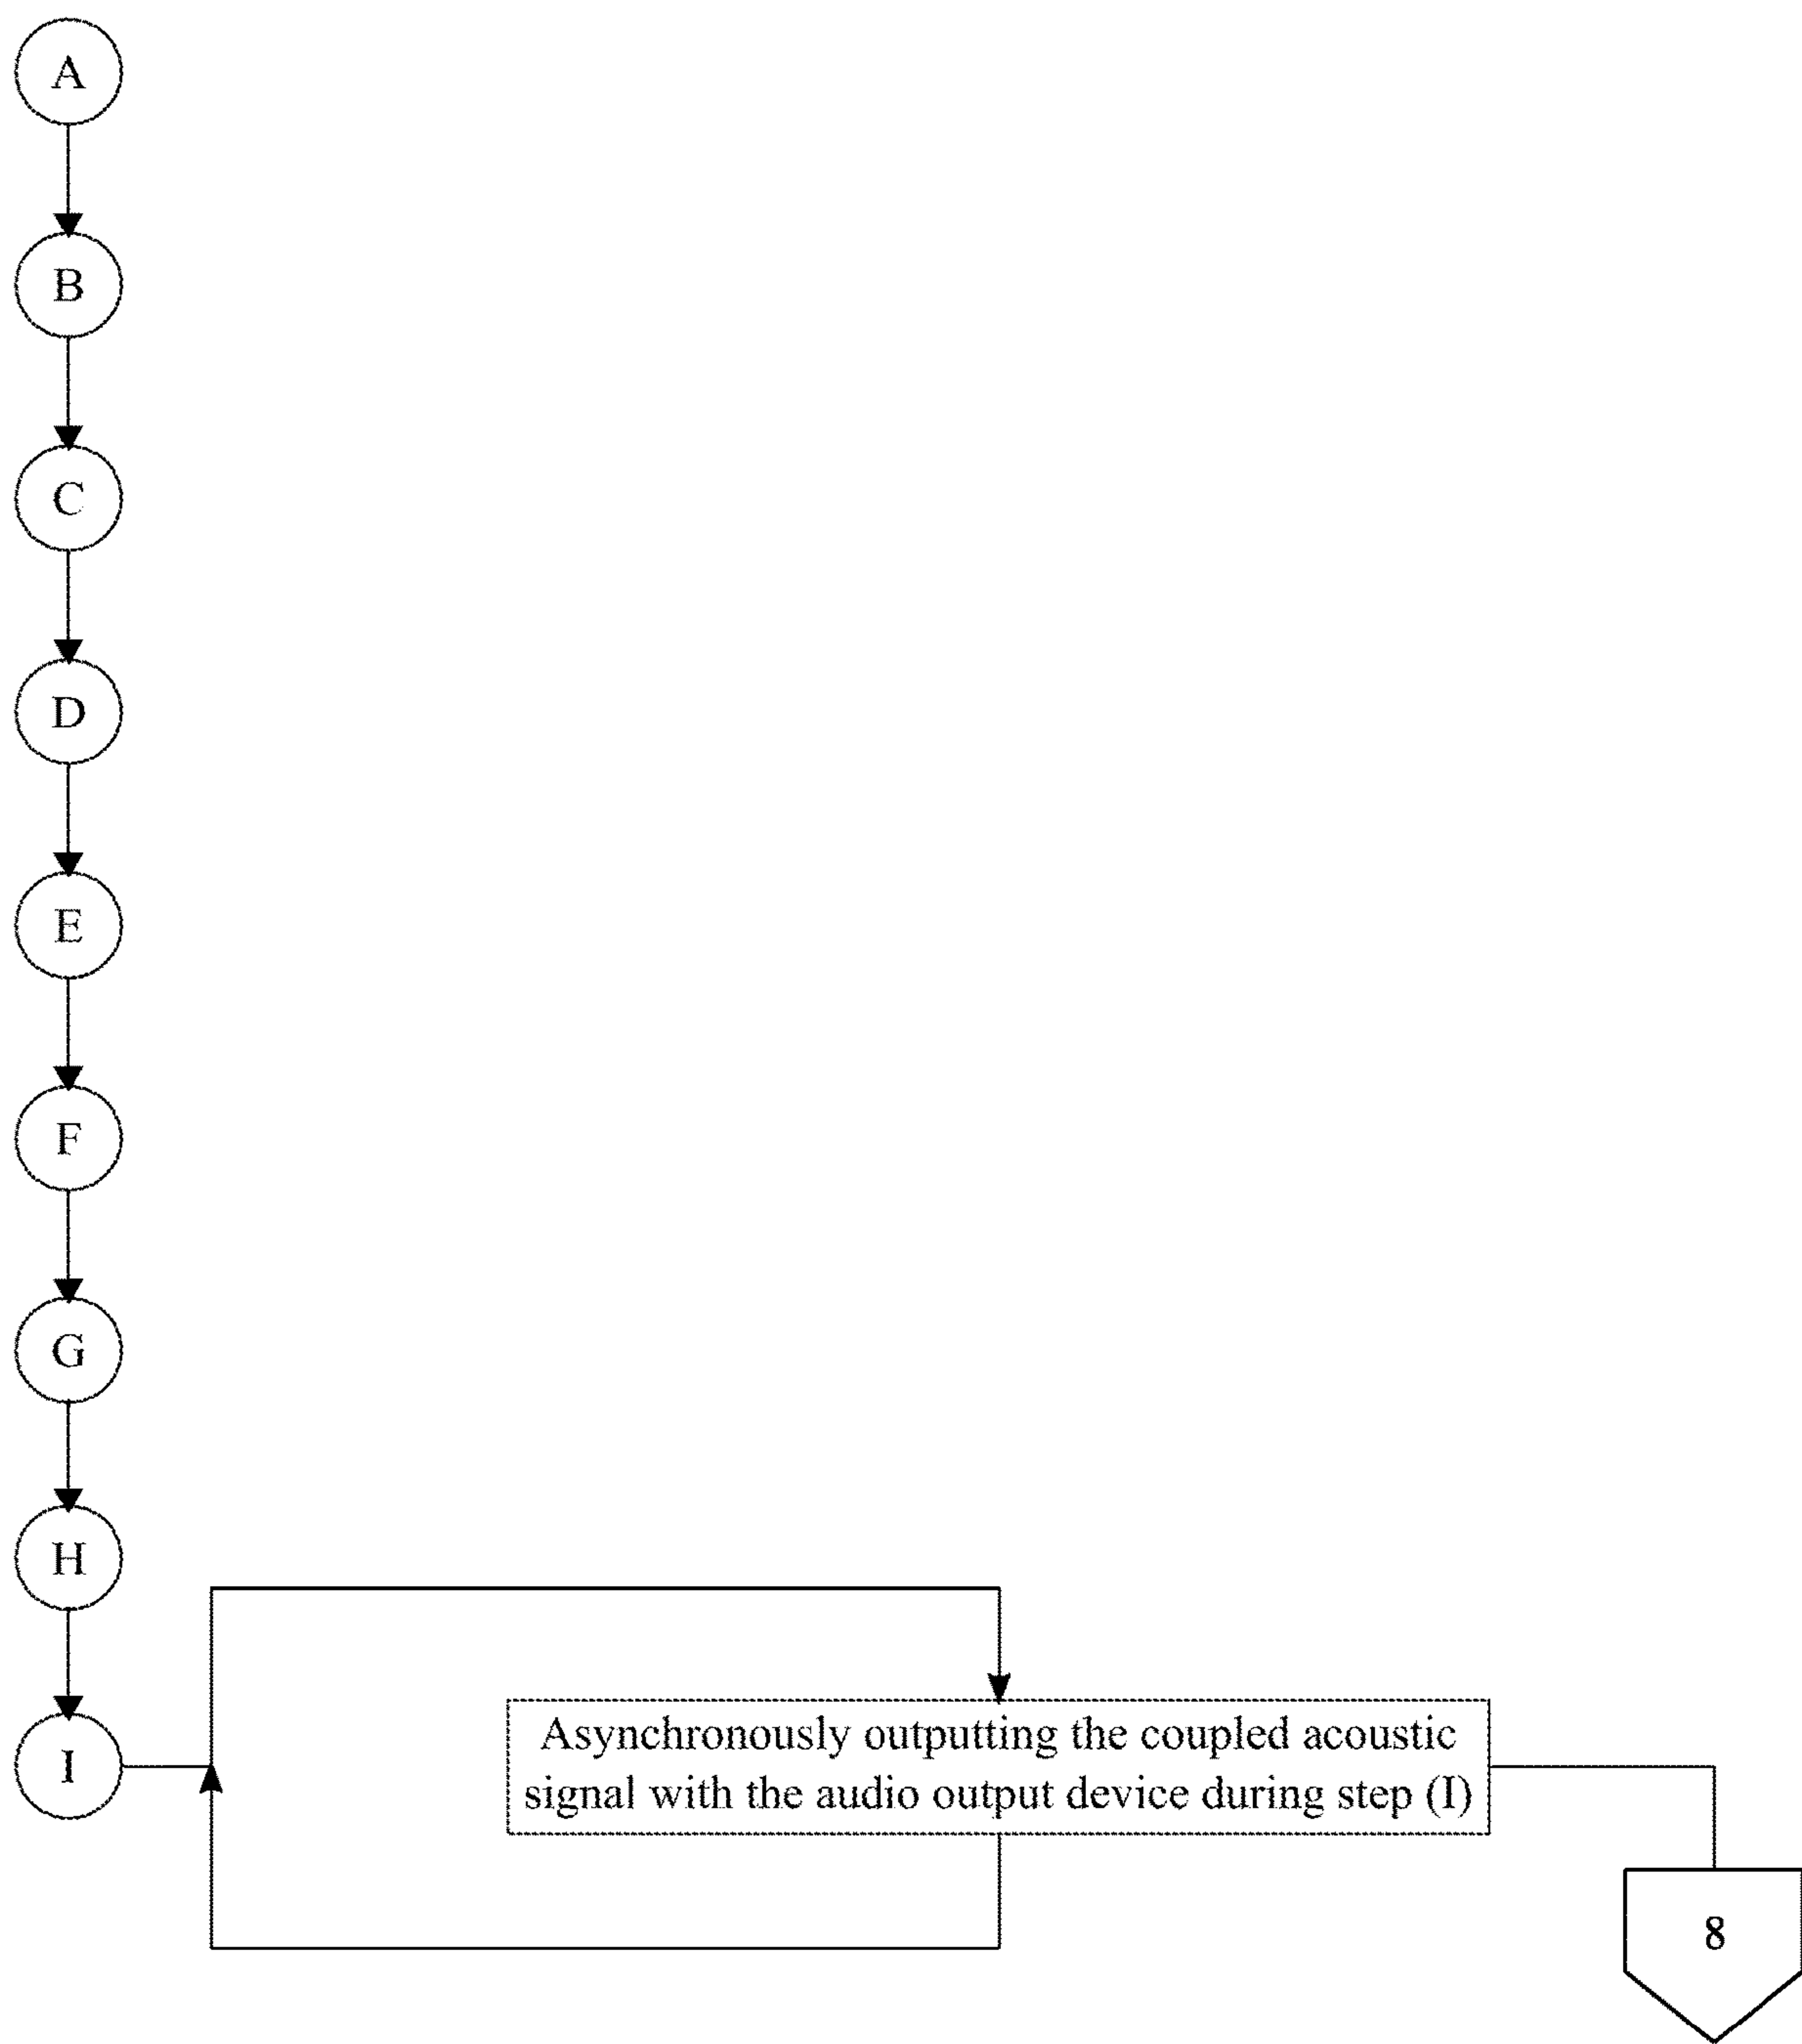 A
B
C
D
E
F
G
H
I
Asynchronously outputting the coupled acoustic
signal with the audio output device during step (I)
8